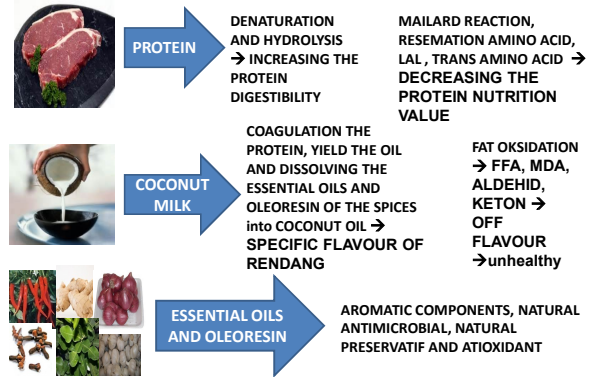 PROTEIN
DENATURATION
AND HYDROLYSIS
→ INCREASING THE
PROTEIN
DIGESTIBILITY
MAILARD REACTION,
RESEMATION AMINO ACID,
LAL , TRANS AMINO ACID →
DECREASING THE
PROTEIN NUTRITION
VALUE
COCONUT
MILK
COAGULATION THE
PROTEIN, YIELD THE OIL
AND DISSOLVING THE
ESSENTIAL OILS AND
OLEORESIN OF THE SPICES
into COCONUT OIL →
SPECIFIC FLAVOUR OF
RENDANG
FAT OKSIDATION
→ FFA, MDA,
ALDEHID,
KETON →
OFF
FLAVOUR
→unhealthy
ESSENTIAL OILS
AND OLEORESIN
AROMATIC COMPONENTS, NATURAL
ANTIMICROBIAL, NATURAL
PRESERVATIF AND ATIOXIDANT